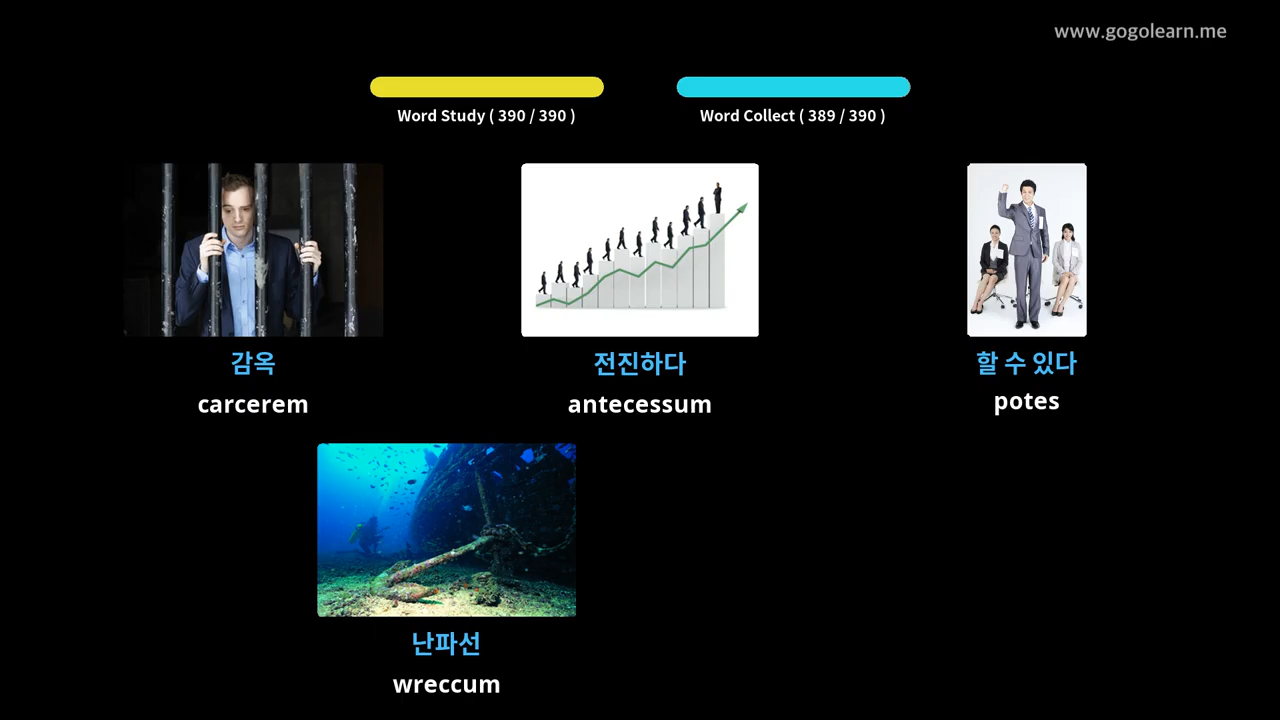 www.gogolearn.me
Word Study ( 390 / 390 )
Word Collect ( 389 / 390 )
감옥
carcerem
전진하다
antecessum
할 수 있다
potes
난파선
wreccum